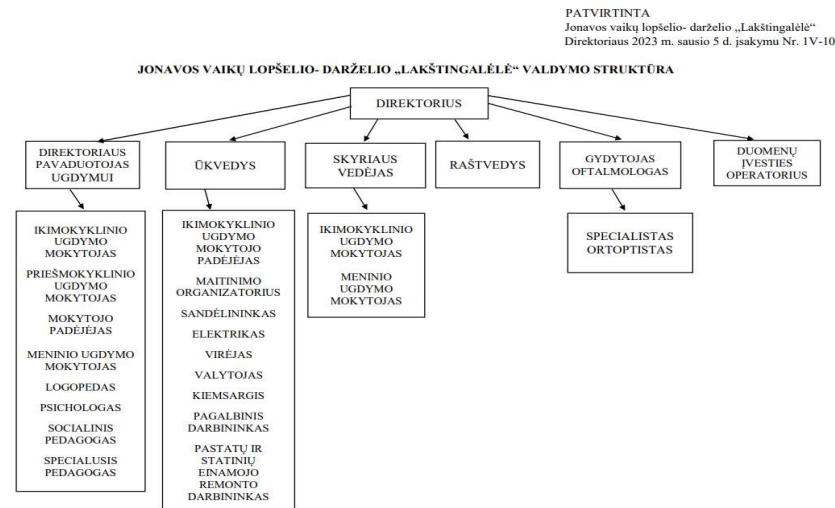 PATVIRTINTA
Jonavos vaikų lopšelio- darželio „Lakštingalėlė“
Direktoriaus 2023 m. sausio 5 d. įsakymu Nr. 1V-10
JONAVOS VAIKŲ LOPŠELIO- DARŽELIO „LAKŠTINGALĖLĖ“ VALDYMO STRUKTŪRA
DIREKTORIUS
DIREKTORIAUS
PAVADUOTOJAS
UGDYMUI
ŪKVEDYS
SKYRIAUS
VEDĖJAS
RAŠTVEDYS
GYDYTOJAS
OFTALMOLOGAS
DUOMENŲ
ĮVESTIES
OPERATORIUS
IKIMOKYKLINIO
UGDYMO
MOKYTOJAS
PRIEŠMOKYKLINIO
UGDYMO
MOKYTOJAS
MOKYTOJO
PADĖJĖJAS
MENINIO UGDYMO
MOKYTOJAS
LOGOPEDAS
PSICHOLOGAS
SOCIALINIS
PEDAGOGAS
SPECIALUSIS
PEDAGOGAS
IKIMOKYKLINIO
UGDYMO
MOKYTOJO
PADĖJĖJAS
MAITINIMO
ORGANIZATORIUS
SANDĖLININKAS
ELEKTRIKAS
VIRĖJAS
VALYTOJAS
KIEMSARGIS
PAGALBINIS
DARBININKAS
PASTATŲ IR
STATINIŲ
EINAMOJO
REMONTO
DARBININKAS
IKIMOKYKLINIO
UGDYMO
MOKYTOJAS
MENINIO
UGDYMO
MOKYTOJAS
SPECIALISTAS
ORTOPTISTAS